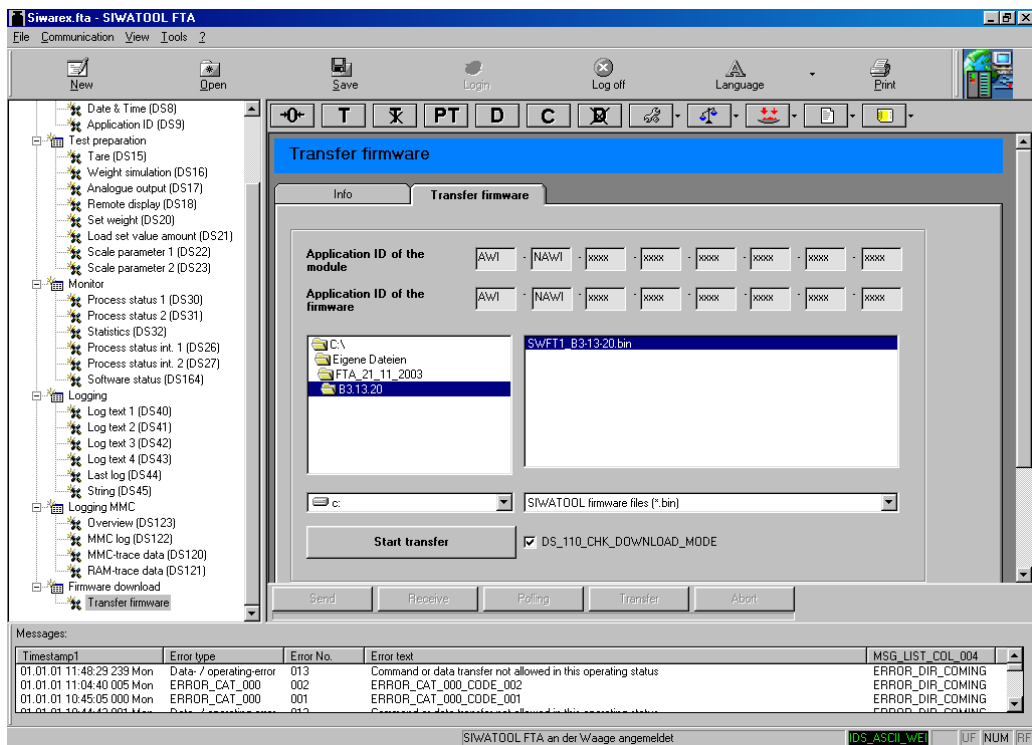 Siwarex.fta - SIWATOOL FTA
File Communication View Tools ?
New Open Save Login Log off Language Print
Date & Time (DS8)
Application ID (DS9)
Test preparation
Tare (DS15)
Weight simulation (DS16)
Analogue output (DS17)
Remote display (DS18)
Set weight (DS20)
Load set value amount (DS21)
Scale parameter 1 (DS22)
Scale parameter 2 (DS23)
Monitor
Process status 1 (DS30)
Process status 2 (DS31)
Statistics (DS32)
Process status int. 1 (DS26)
Process status int. 2 (DS27)
Software status (DS164)
Logging
Log text 1 (DS40)
Log text 2 (DS41)
Log text 3 (DS42)
Log text 4 (DS43)
Last log (DS44)
String (DS45)
Logging MMC
Overview (DS123)
MMC log (DS122)
MMC-trace data (DS120)
RAM-trace data (DS121)
Firmware download
Transfer firmware
0 T T PT D C D
Transfer firmware
Info Transfer firmware
Application ID of the module
AWI - NAWI - xxxx - xxxx - xxxx - xxxx - xxxx - xxxx
Application ID of the firmware
AWI - NAWI - xxxx - xxxx - xxxx - xxxx - xxxx - xxxx
C:\
Eigene Dateien
FTA_21_11_2003
B3.13.20
SWFT1_B3-13-20.bin
c:
SIWATOOL firmware files (*.bin)
Start transfer
DS_110_CHK_DOWNLOAD_MODE
Send Receive Polling Transfer Abort
Messages:
Timestamp1 Error type Error No. Error text MSG_LIST_COL_004
01.01.01 11:48:29 239 Mon Data- / operating-error 013 Command or data transfer not allowed in this operating status ERROR_DIR_COMING
01.01.01 11:04:40 005 Mon ERROR_CAT_000 002 ERROR_CAT_000_CODE_002 ERROR_DIR_COMING
01.01.01 10:45:05 000 Mon ERROR_CAT_000 001 ERROR_CAT_000_CODE_001 ERROR_DIR_COMING
SIWATOOL FTA an der Waage angemeldet IDS_ASCII_WEI UF NUM RF